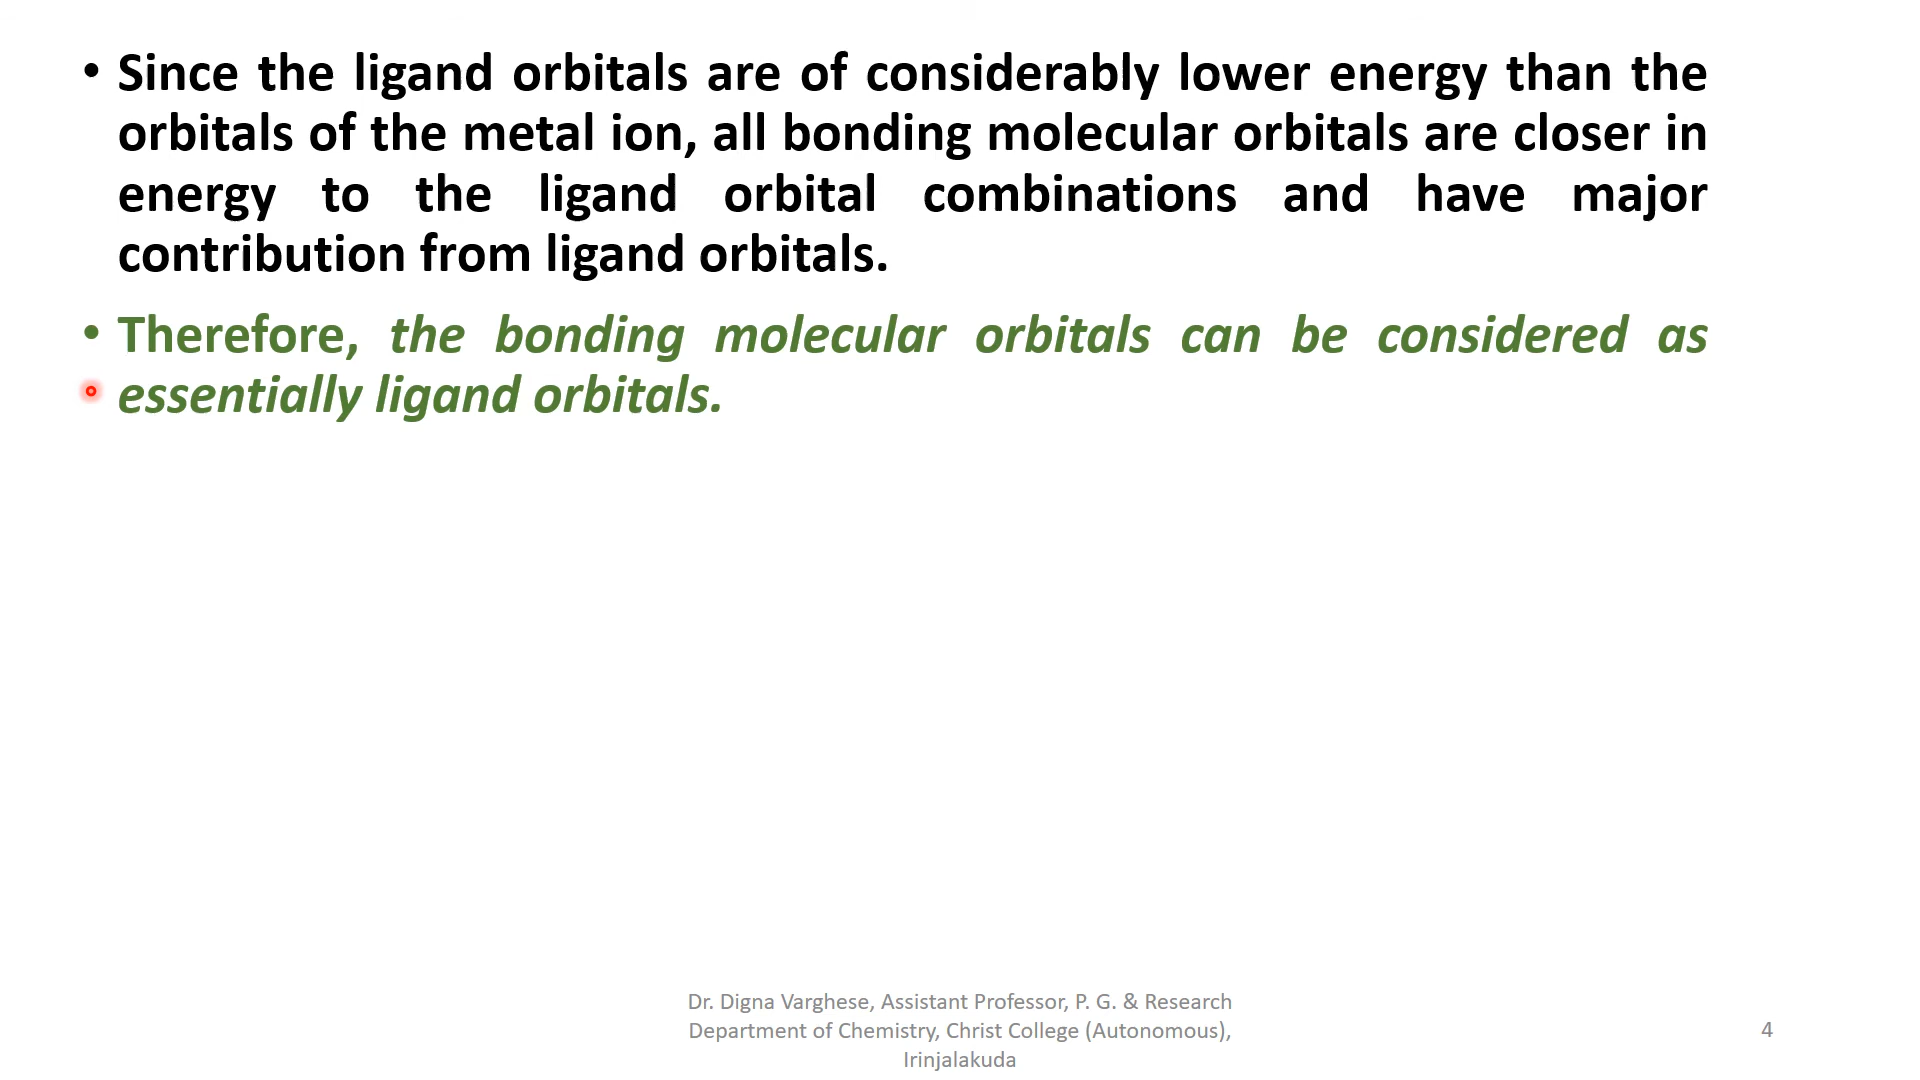 • Since the ligand orbitals are of considerably lower energy than the
orbitals of the metal ion, all bonding molecular orbitals are closer in
energy to the ligand orbital combinations and have major
contribution from ligand orbitals.
• Therefore, the bonding molecular orbitals can be considered as
essentially ligand orbitals.
Dr. Digna Varghese, Assistant Professor, P. G. & Research
Department of Chemistry, Christ College (Autonomous),
Irinjalakuda
4